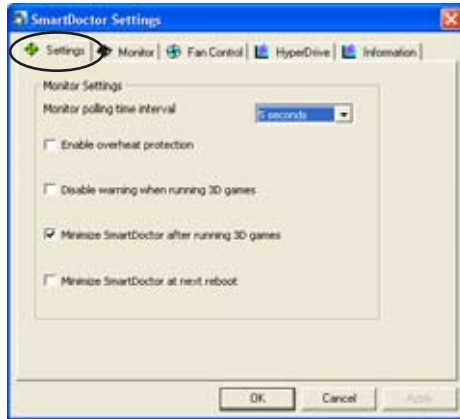 SmartDoctor Settings
Settings Monitor Fan Control HyperDrive Information
Monitor Settings
Monitor polling time interval 5 seconds
Enable overheat protection
Disable warning when running 3D games
Minimize SmartDoctor after running 3D games
Minimize SmartDoctor at next reboot
OK Cancel Apply